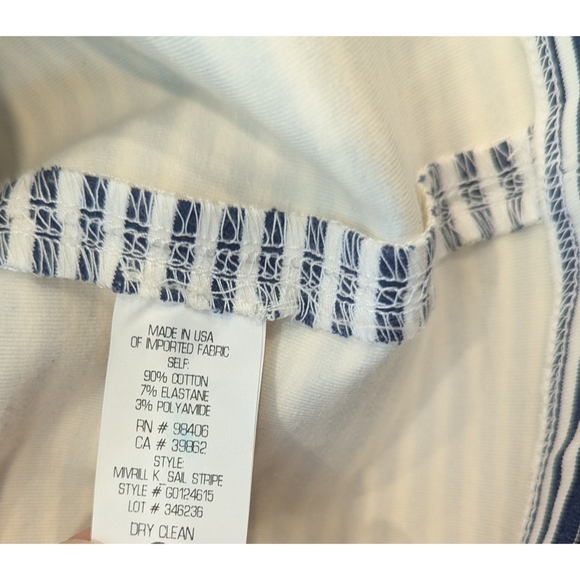 MADE IN USA
OF IMPORTED FABRIC
SELF:
90% COTTON
7% ELASTANE
3% POLYAMIDE
RN # 98406
CA # 39862
STYLE:
MIVRILL K_SAIL STRIPE
STYLE # G0124615
LOT # 346236
DRY CLEAN